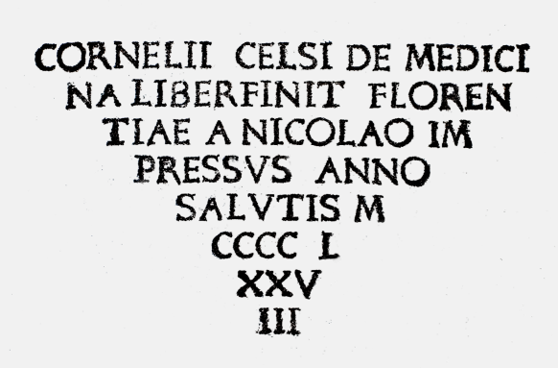 CORNELII CELSI DE MEDICI
NA LIBER FINIT FLOREN
TIAE A NICOLAO IM
PRESSVS ANNO
SALVTIS M
CCCC L
XXV
III